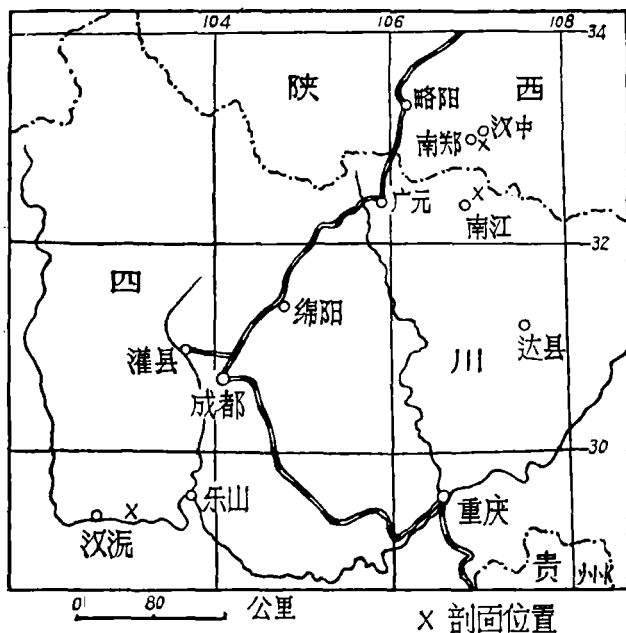 104 106 108
34
陕 西
略阳
汉中
南郑
广元
南江
32
四
绵阳
达县
灌县
川
成都
30
乐山
重庆
汉沅
贵州
0 80 公里
X 剖面位置